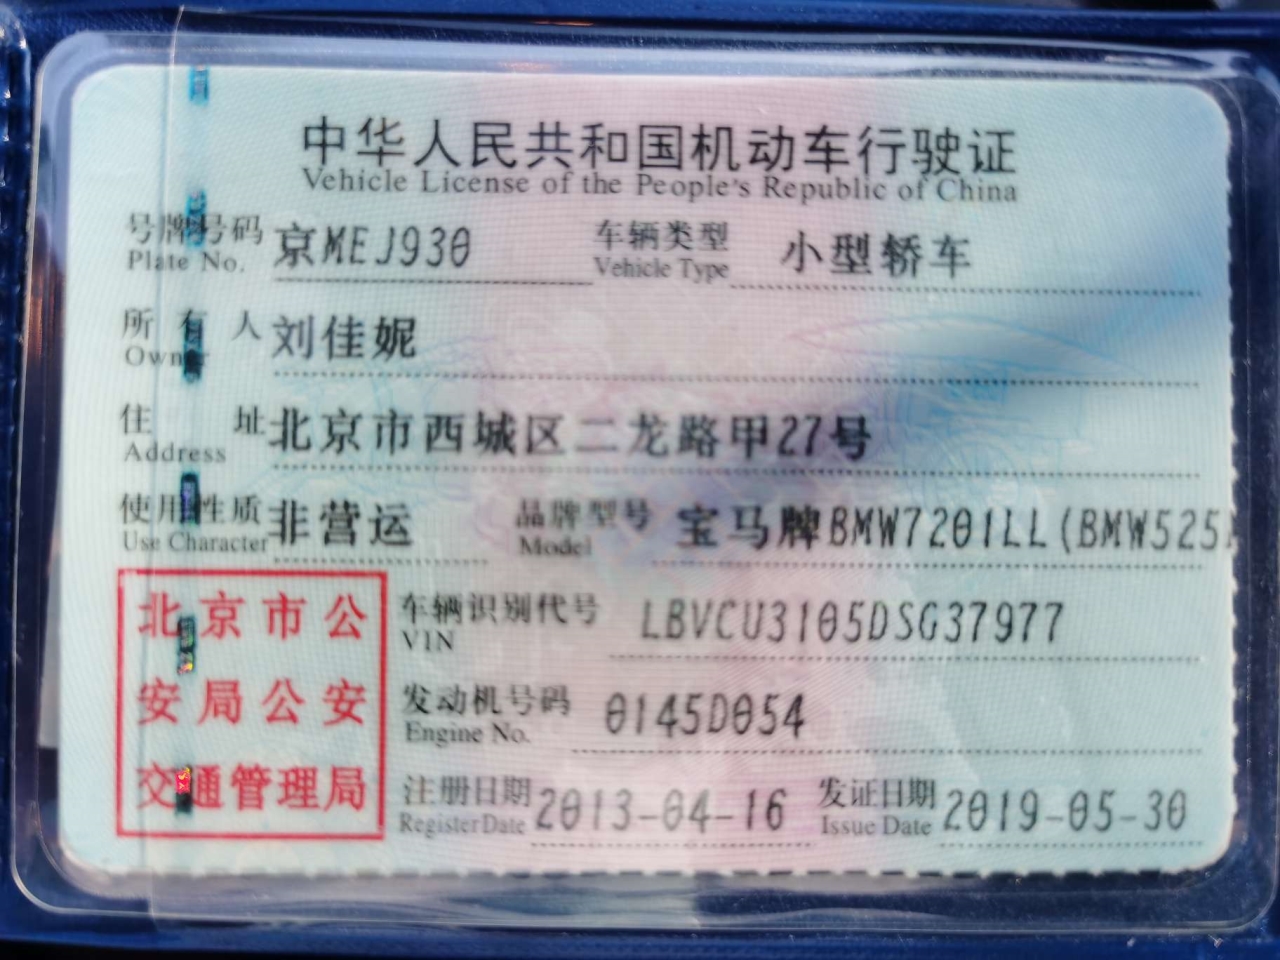 中华人民共和国机动车行驶证
Vehicle License of the People's Republic of China
号牌号码 京MEJ930 车辆类型 小型轿车
Plate No. Vehicle Type
所有人 刘佳妮
Owner
住址 北京市西城区二龙路甲27号
Address
使用性质 非营运 品牌型号 宝马牌BMW7201LL(BMW525
Use Character Model
北京市公
安局公安
交通管理局
车辆识别代号 LBVCU3105DSG37977
VIN
发动机号码 0145D054
Engine No.
注册日期 2013-04-16 发证日期 2019-05-30
Register Date Issue Date